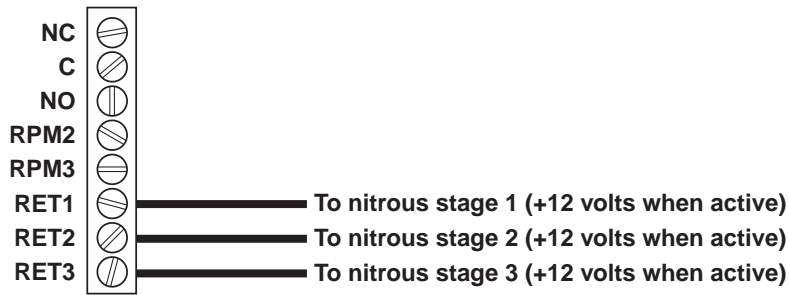 NC
C
NO
RPM2
RPM3
RET1 To nitrous stage 1 (+12 volts when active)
RET2 To nitrous stage 2 (+12 volts when active)
RET3 To nitrous stage 3 (+12 volts when active)